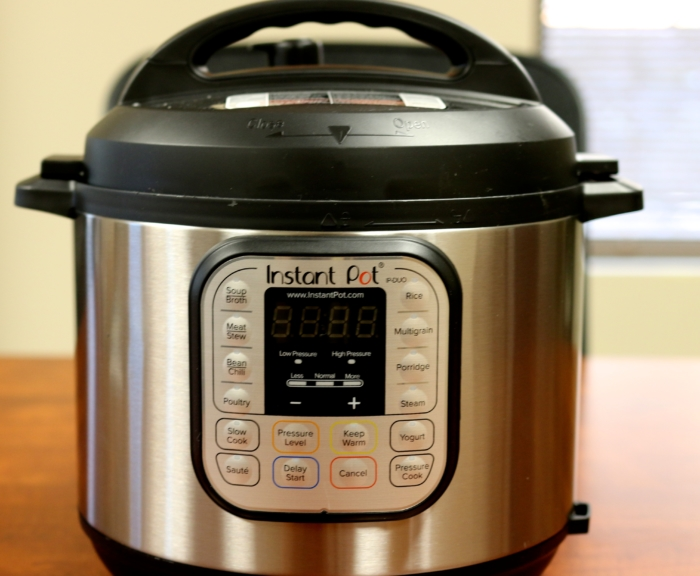 Close Open
Instant Pot® IP-DUO
www.InstantPot.com
Soup
Broth
Rice
Meat
Stew
Multigrain
Low Pressure High Pressure
Bean
Chili
Porridge
Less Normal More
Poultry
− +
Steam
Slow
Cook
Pressure
Level
Keep
Warm
Yogurt
Sauté
Delay
Start
Cancel
Pressure
Cook